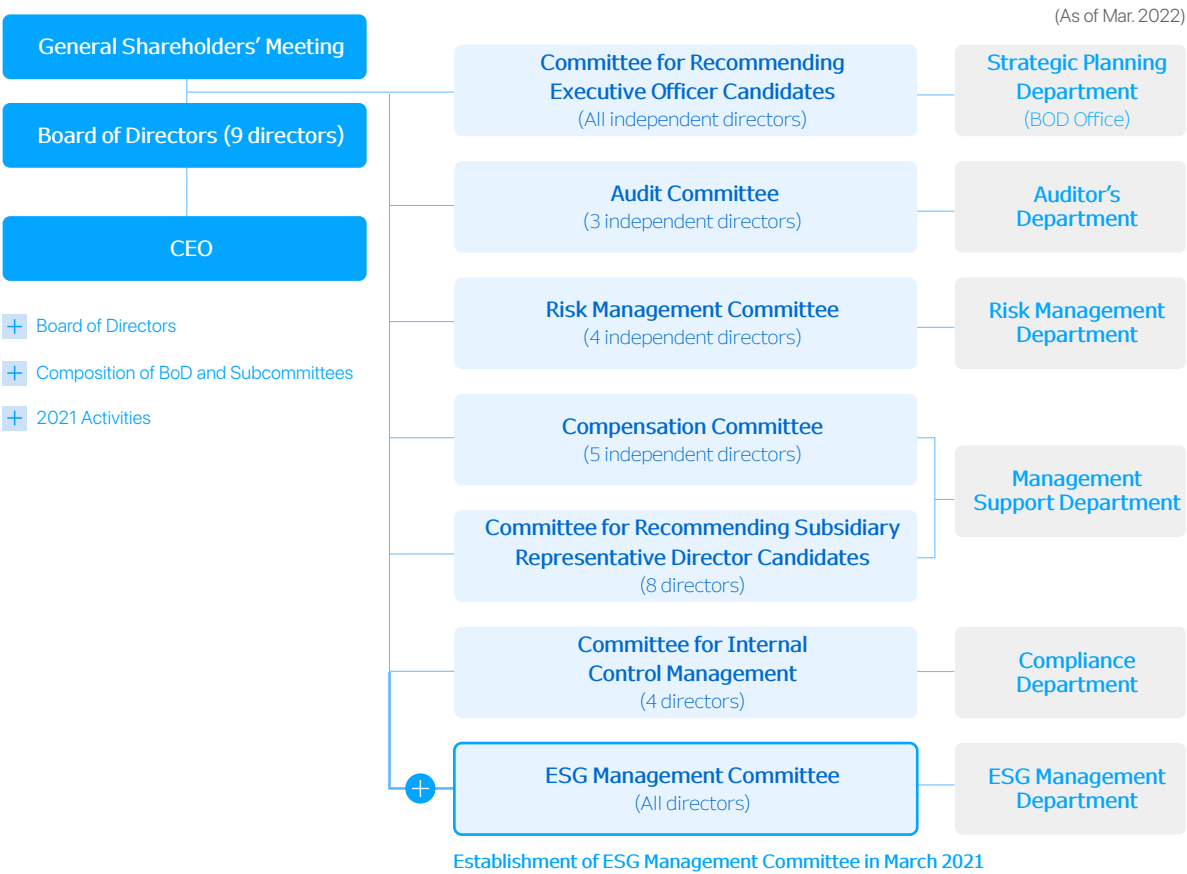 (As of Mar. 2022)
General Shareholders’ Meeting
Board of Directors (9 directors)
CEO
+ Board of Directors
+ Composition of BoD and Subcommittees
+ 2021 Activities
Committee for Recommending
Executive Officer Candidates
(All independent directors)
Strategic Planning
Department
(BOD Office)
Audit Committee
(3 independent directors)
Auditor’s
Department
Risk Management Committee
(4 independent directors)
Risk Management
Department
Compensation Committee
(5 independent directors)
Committee for Recommending Subsidiary
Representative Director Candidates
(8 directors)
Management
Support Department
Committee for Internal
Control Management
(4 directors)
Compliance
Department
+
ESG Management Committee
(All directors)
ESG Management
Department
Establishment of ESG Management Committee in March 2021